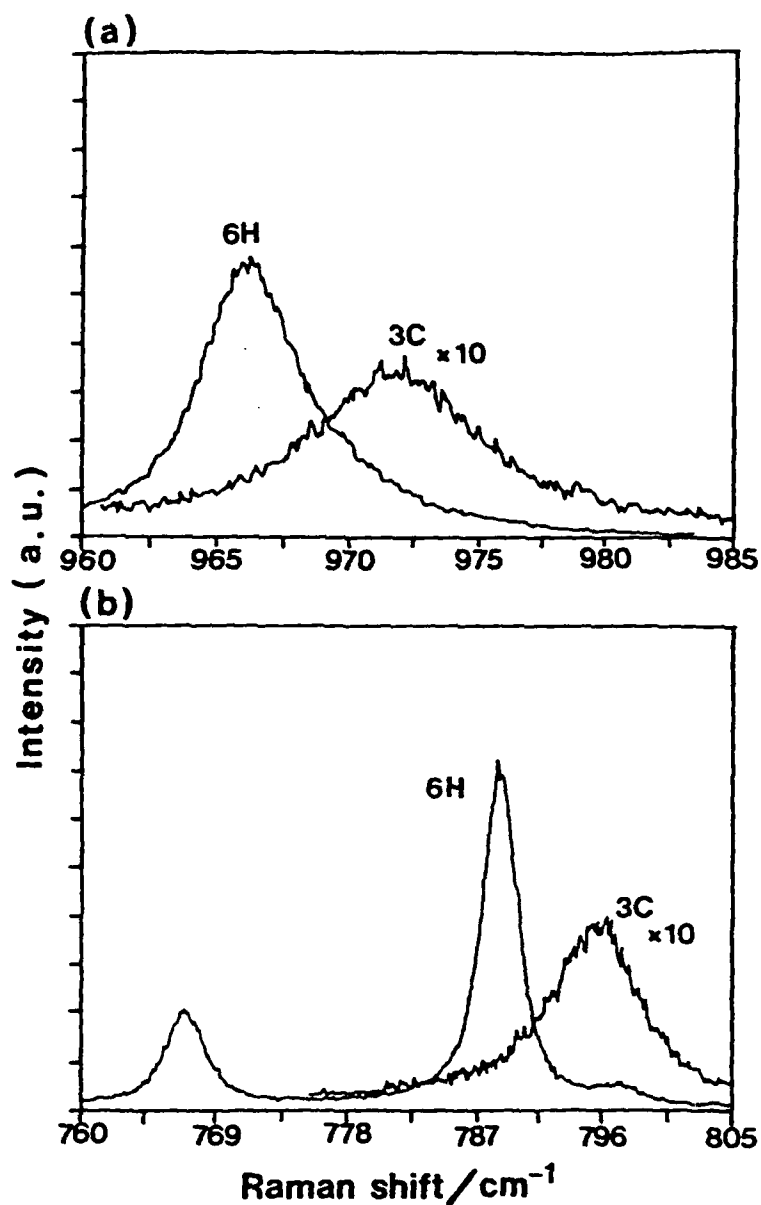 (a)
6H
3C ×10
960 965 970 975 980 985
Intensity (a.u.)
(b)
6H
3C ×10
760 769 778 787 796 805
Raman shift/cm⁻¹